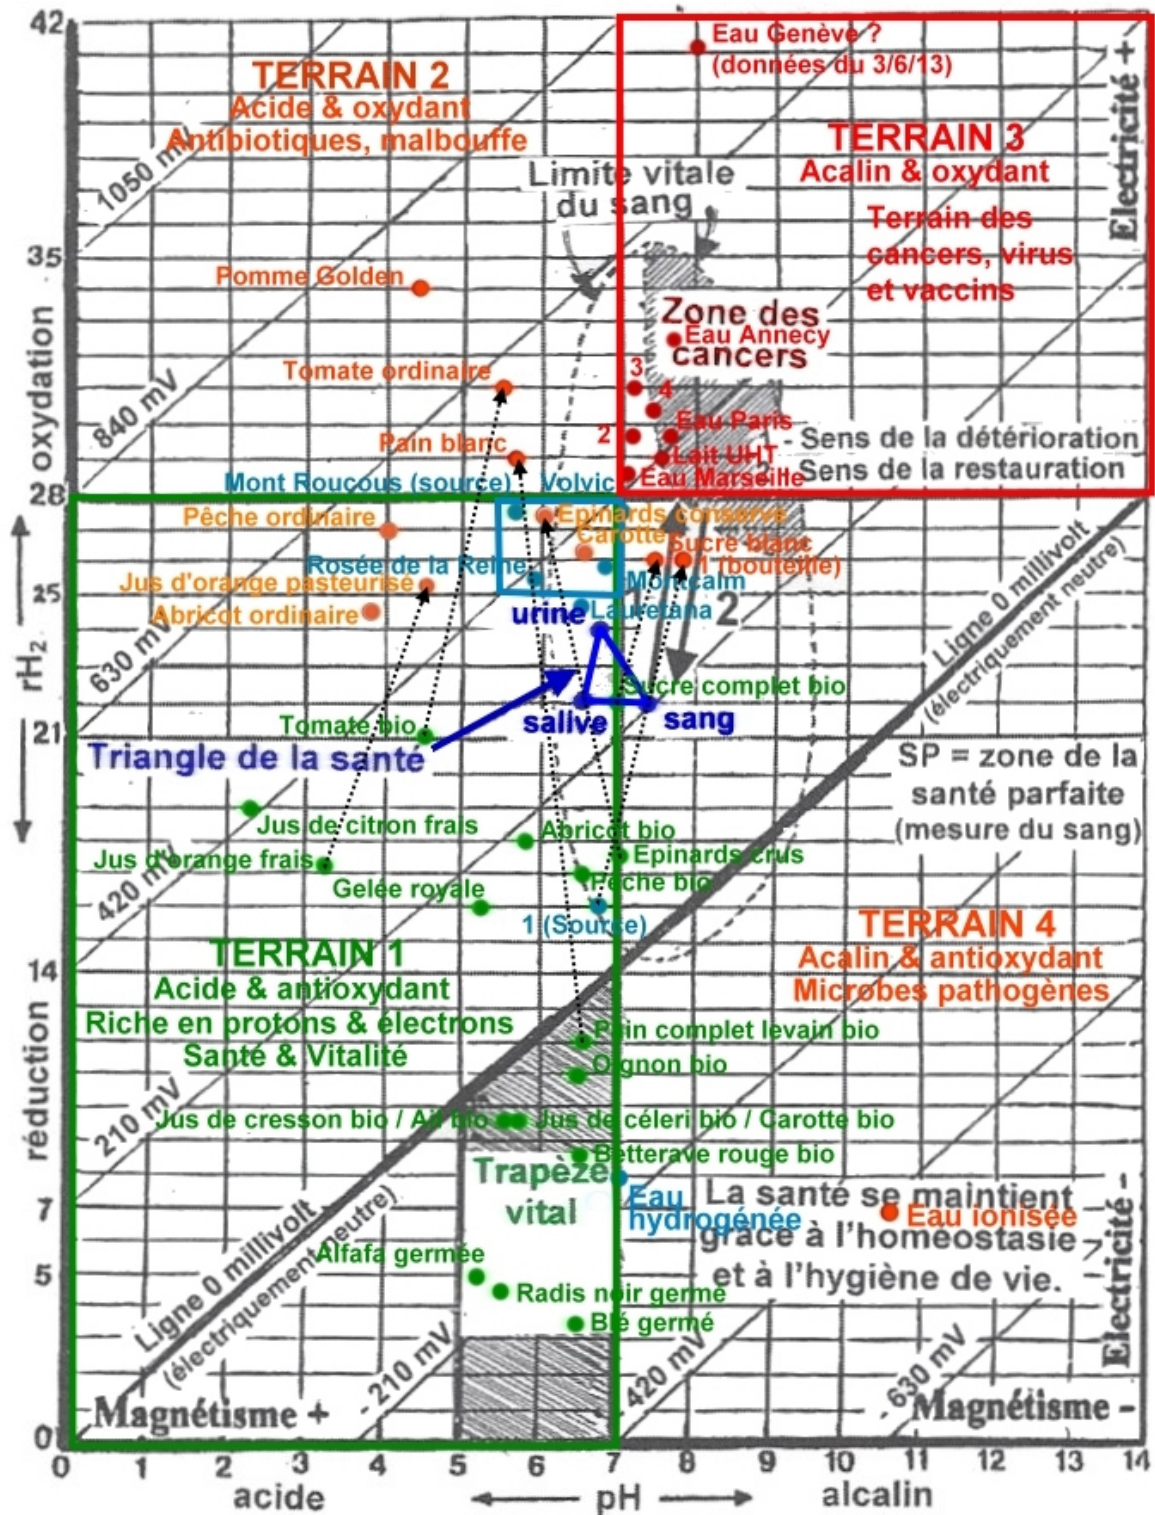 42
Eau Genève ?
(données du 3/6/13)
Electricité +
TERRAIN 2
Acide & oxydant
Antibiotiques, malbouffe
1050 mV
TERRAIN 3
Acalin & oxydant
Terrain des
cancers, virus
et vaccins
Limite vitale
du sang
35
Pomme Golden
oxydation
Zone des
cancers
Eau Annecy
Tomate ordinaire
3
4
840 mV
Pain blanc
2
Eau Paris
- Sens de la détérioration
Lait UHT
2 Sens de la restauration
Eau Marseille
28
Mont Roucous (source)
Volvic
Pêche ordinaire
Epinards conserve
Carotte
Sucre blanc
1 (bouteille)
Rosée de la Reine
Montcalm
25
Jus d'orange pasteurisé
Abricot ordinaire
Lauretana
urine
1
2
rH2
630 mV
Ligne 0 millivolt
(électriquement neutre)
Sucre complet bio
salive
sang
21
Tomate bio
Triangle de la sante
SP = zone de la
santé parfaite
(mesure du sang)
Jus de citron frais
Abricot bio
Jus d'orange frais
Epinards crus
Gelée royale
Pêche bio
420 mV
1 (Source)
TERRAIN 1
Acide & antioxydant
Riche en protons & électrons
Santé & Vitalité
TERRAIN 4
Acalin & antioxydant
Microbes pathogènes
14
Pain complet levain bio
Oignon bio
réduction
210 mV
Jus de cresson bio / Ail bio
Jus de céleri bio / Carotte bio
Betterave rouge bio
Trapèze
vital
7
Eau
hydrogénée
La santé se maintient
Eau ionisée
grâce à l'homéostasie
et à l'hygiène de vie.
Electricité -
Alfafa germée
5
Radis noir germé
Blé germé
Ligne 0 millivolt
(électriquement neutre)
- 210 mV
- 420 mV
- 630 mV
Magnétisme +
Magnétisme -
0
0 1 2 3 4 5 6 7 8 9 10 11 12 13 14
acide
pH
alcalin